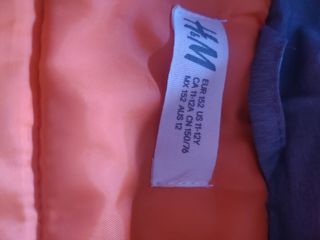 H&M
EUR 152 US 11-12Y
CA 11-12A CN 150/76
MX 152 AUS 12